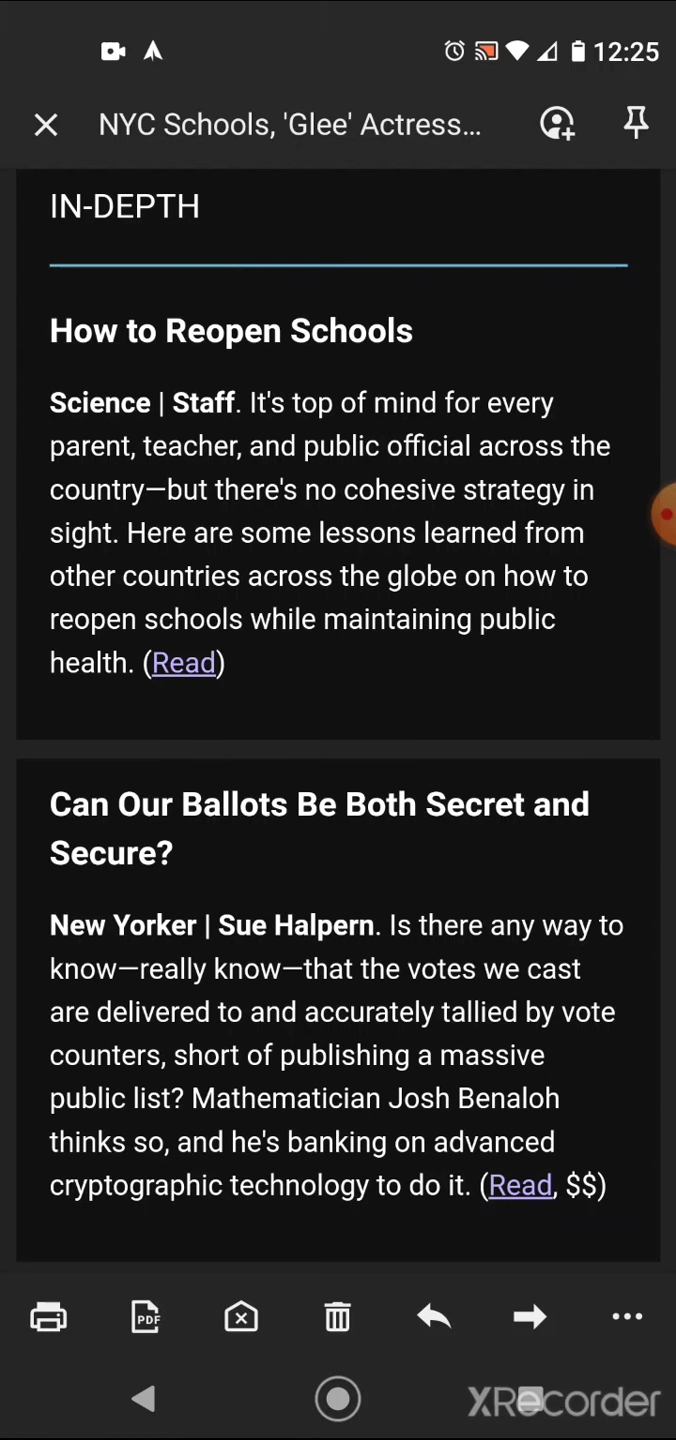 12:25
NYC Schools, 'Glee' Actress...
IN-DEPTH
How to Reopen Schools
Science | Staff. It's top of mind for every
parent, teacher, and public official across the
country—but there's no cohesive strategy in
sight. Here are some lessons learned from
other countries across the globe on how to
reopen schools while maintaining public
health. (Read)
Can Our Ballots Be Both Secret and
Secure?
New Yorker | Sue Halpern. Is there any way to
know—really know—that the votes we cast
are delivered to and accurately tallied by vote
counters, short of publishing a massive
public list? Mathematician Josh Benaloh
thinks so, and he's banking on advanced
cryptographic technology to do it. (Read, $$)
PDF
XRecorder